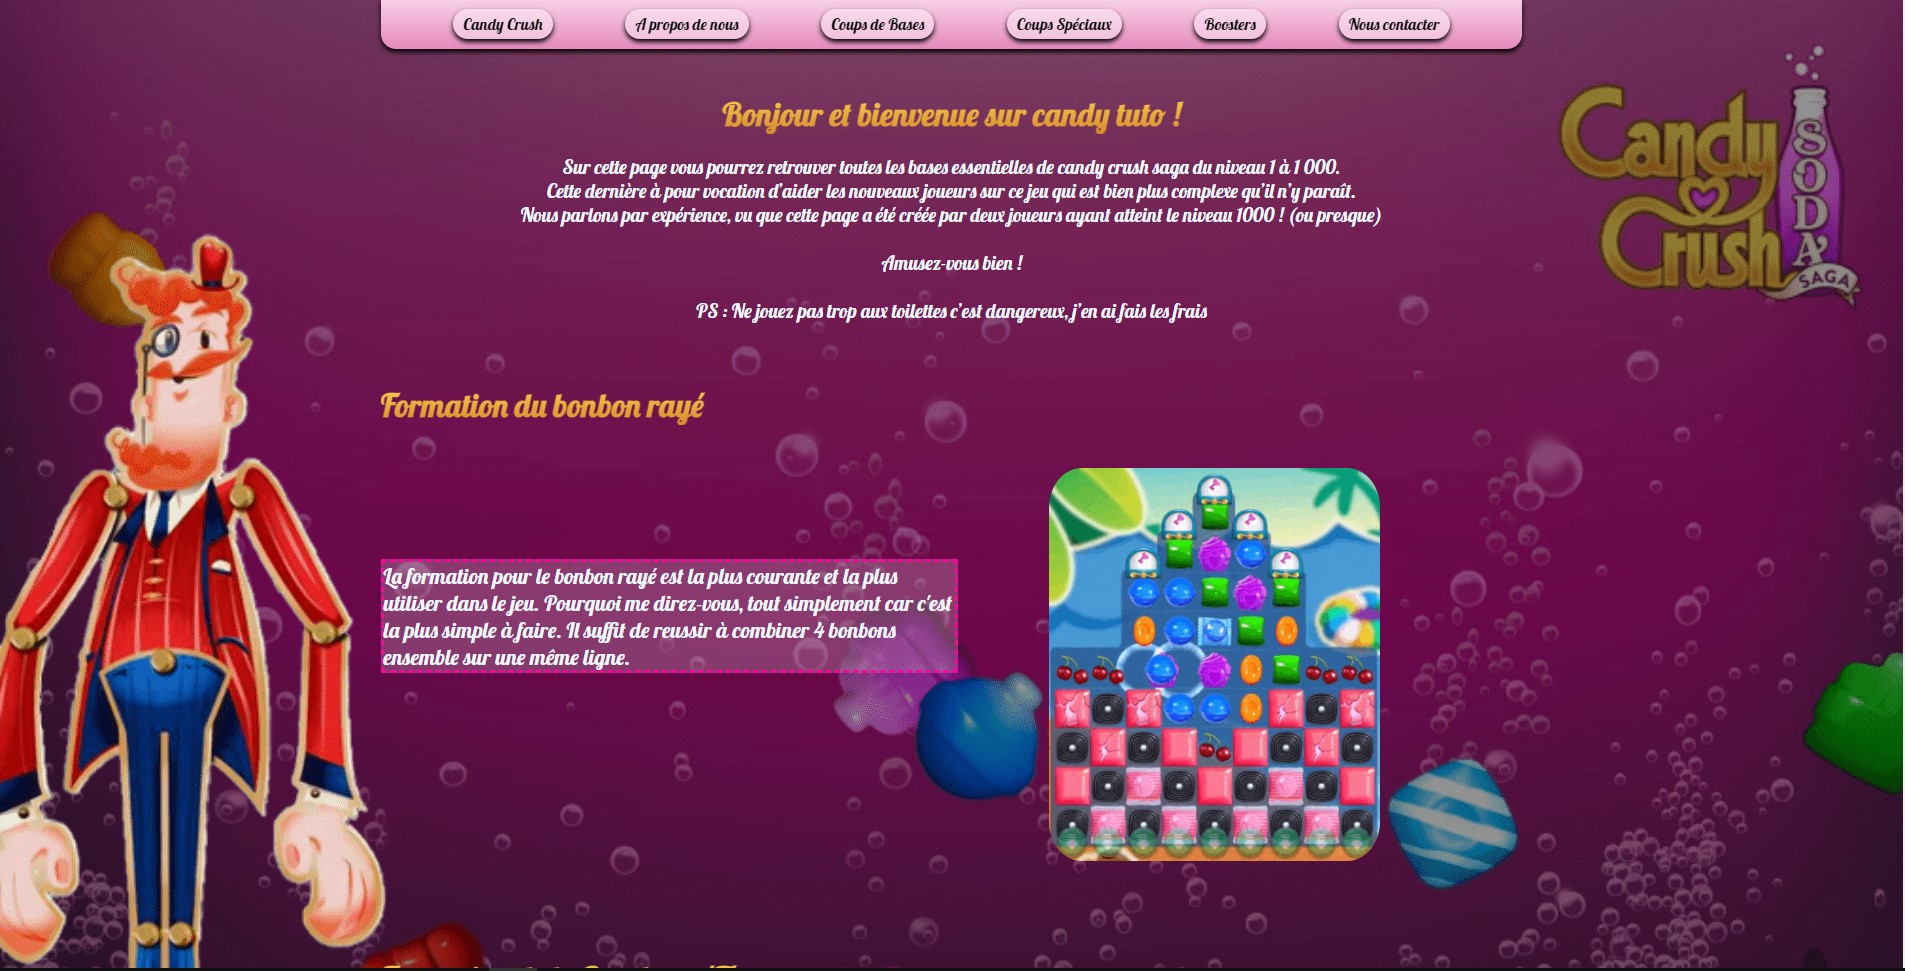 Candy Crush
A propos de nous
Coups de Bases
Coups Spéciaux
Boosters
Nous contacter
Candy
Crush
SODA
SAGA
Bonjour et bienvenue sur candy tuto !
Sur cette page vous pourrez retrouver toutes les bases essentielles de candy crush saga du niveau 1 à 1 000.
Cette dernière à pour vocation d’aider les nouveaux joueurs sur ce jeu qui est bien plus complexe qu’il n’y paraît.
Nous parlons par expérience, vu que cette page a été créée par deux joueurs ayant atteint le niveau 1000 ! (ou presque)
Amusez-vous bien !
PS : Ne jouez pas trop aux toilettes c’est dangereux, j’en ai fais les frais
Formation du bonbon rayé
La formation pour le bonbon rayé est la plus courante et la plus
utiliser dans le jeu. Pourquoi me direz-vous, tout simplement car c'est
la plus simple à faire. Il suffit de reussir à combiner 4 bonbons
ensemble sur une même ligne.